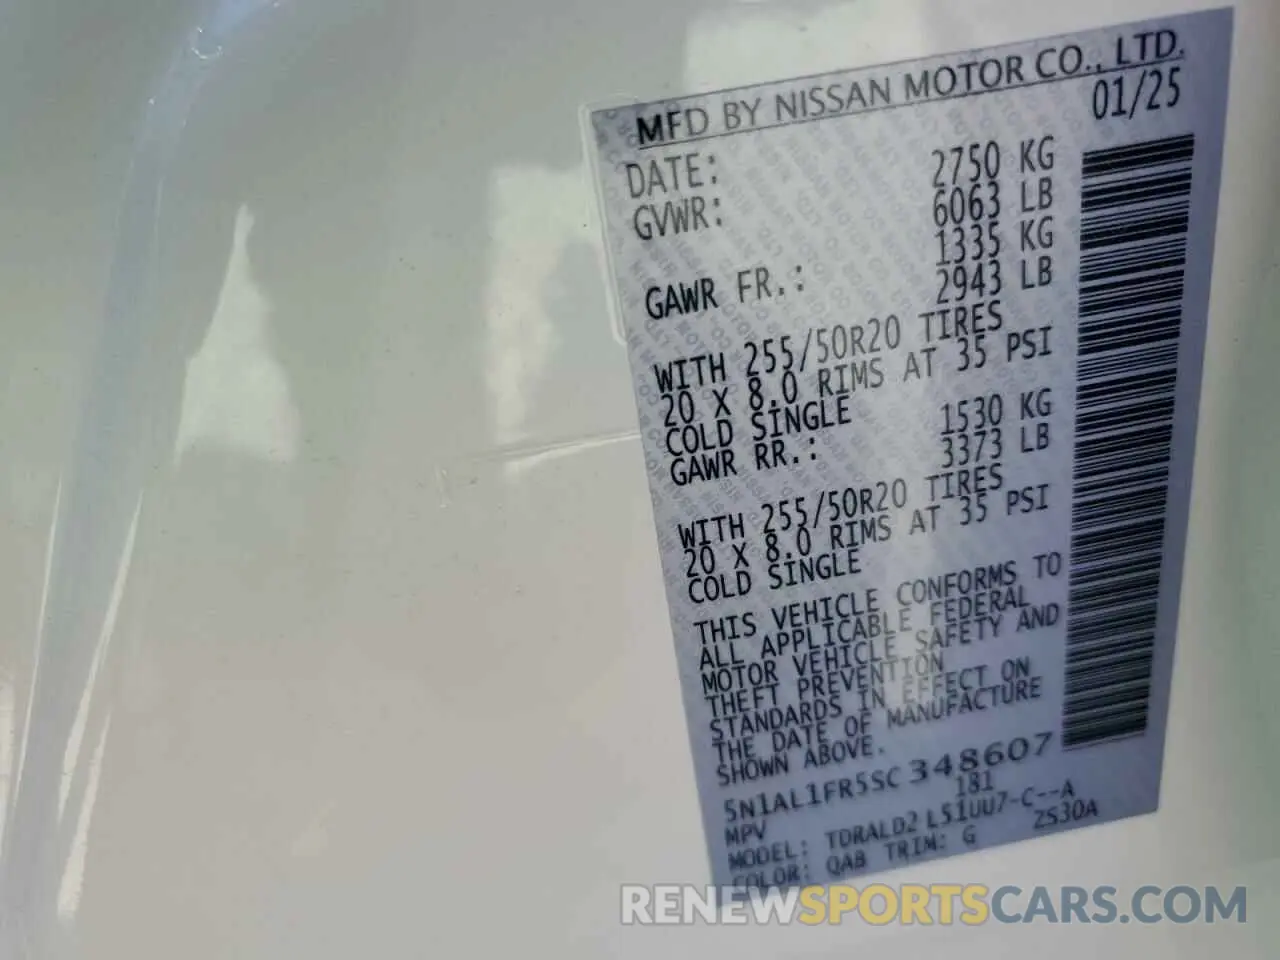 MFD BY NISSAN MOTOR CO., LTD.
DATE: 01/25
GVWR: 2750 KG
6063 LB
GAWR FR.: 1335 KG
2943 LB
WITH 255/50R20 TIRES
20 X 8.0 RIMS AT 35 PSI
COLD SINGLE
GAWR RR.: 1530 KG
3373 LB
WITH 255/50R20 TIRES
20 X 8.0 RIMS AT 35 PSI
COLD SINGLE
THIS VEHICLE CONFORMS TO
ALL APPLICABLE FEDERAL
MOTOR VEHICLE SAFETY AND
THEFT PREVENTION
STANDARDS IN EFFECT ON
THE DATE OF MANUFACTURE
SHOWN ABOVE.
5N1AL1FR5SC348607
MPV 181
MODEL: TDRALD2 L51UU7-C--A
COLOR: QAB TRIM: G ZS30A
RENEWSPORTSCARS.COM